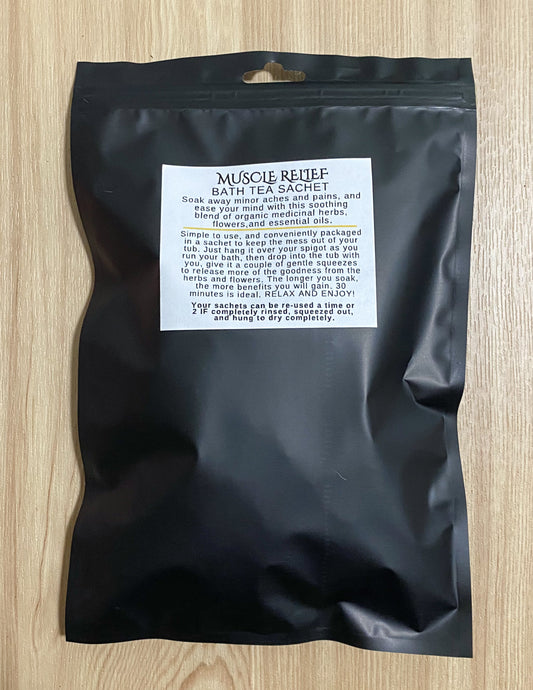 MUSCLE RELIEF
BATH TEA SACHET
Soak away minor aches and pains, and
ease your mind with this soothing
blend of organic medicinal herbs,
flowers,and essential oils.
Simple to use, and conveniently packaged
in a sachet to keep the mess out of your
tub. Just hang it over your spigot as you
run your bath, then drop into the tub with
you, give it a couple of gentle squeezes
to release more of the goodness from the
herbs and flowers. The longer you soak,
the more benefits you will gain. 30
minutes is ideal. RELAX AND ENJOY!
Your sachets can be re-used a time or
2 IF completely rinsed, squeezed out,
and hung to dry completely.